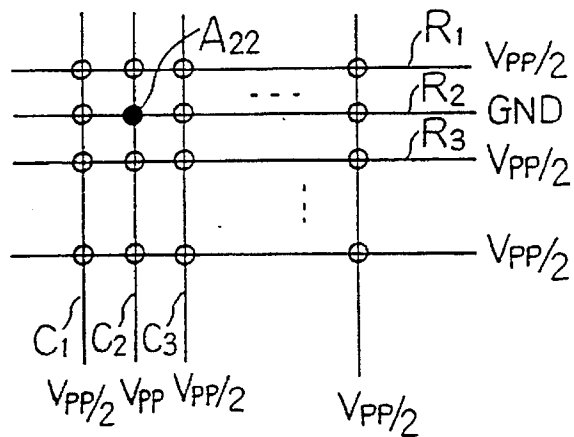 A22
R1 VPP/2
R2 GND
R3 VPP/2
VPP/2
C1 C2 C3
VPP/2 VPP VPP/2 VPP/2